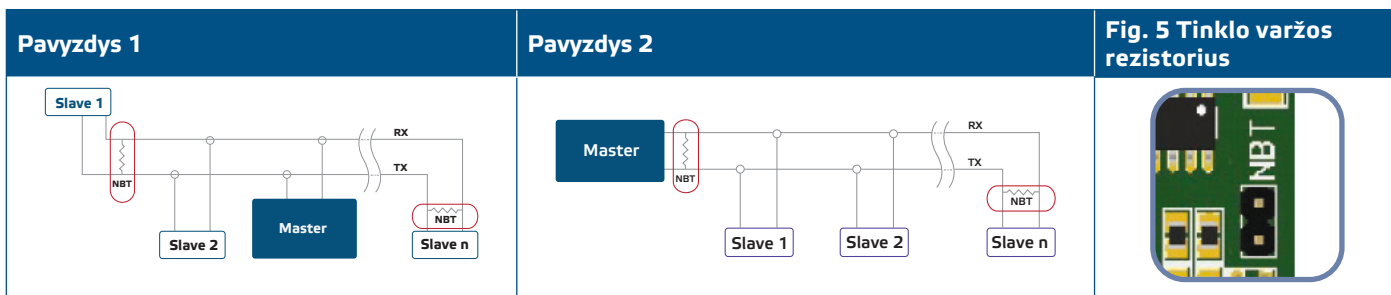 Pavyzdys 1
Slave 1
RX
TX
NBT
NBT
Slave 2
Master
Slave n
Pavyzdys 2
Master
RX
TX
NBT
NBT
Slave 1
Slave 2
Slave n
Fig. 5 Tinklo varžos
rezistorius
NBT